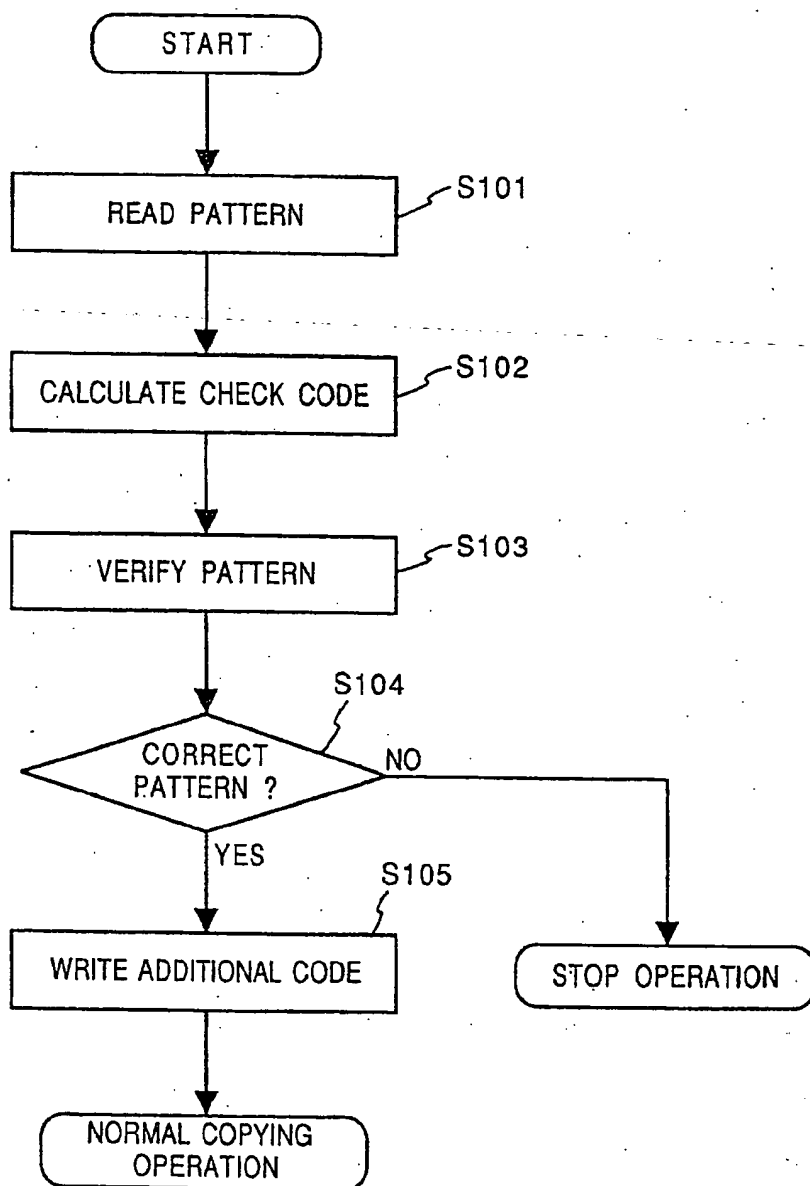 START
READ PATTERN
S101
CALCULATE CHECK CODE
S102
VERIFY PATTERN
S103
S104
CORRECT
PATTERN ?
NO
YES
S105
WRITE ADDITIONAL CODE
STOP OPERATION
NORMAL COPYING
OPERATION